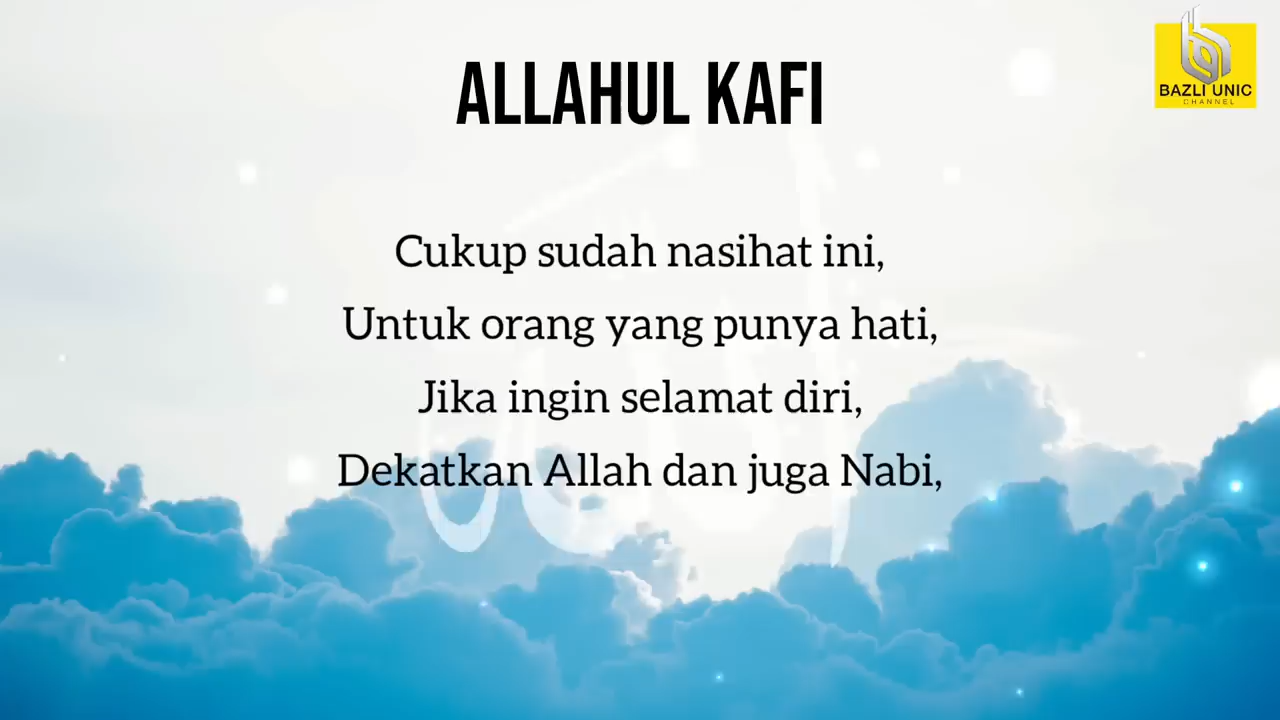 ALLAHUL KAFI
BAZLI UNIC
CHANNEL
Cukup sudah nasihat ini,
Untuk orang yang punya hati,
Jika ingin selamat diri,
Dekatkan Allah dan juga Nabi,